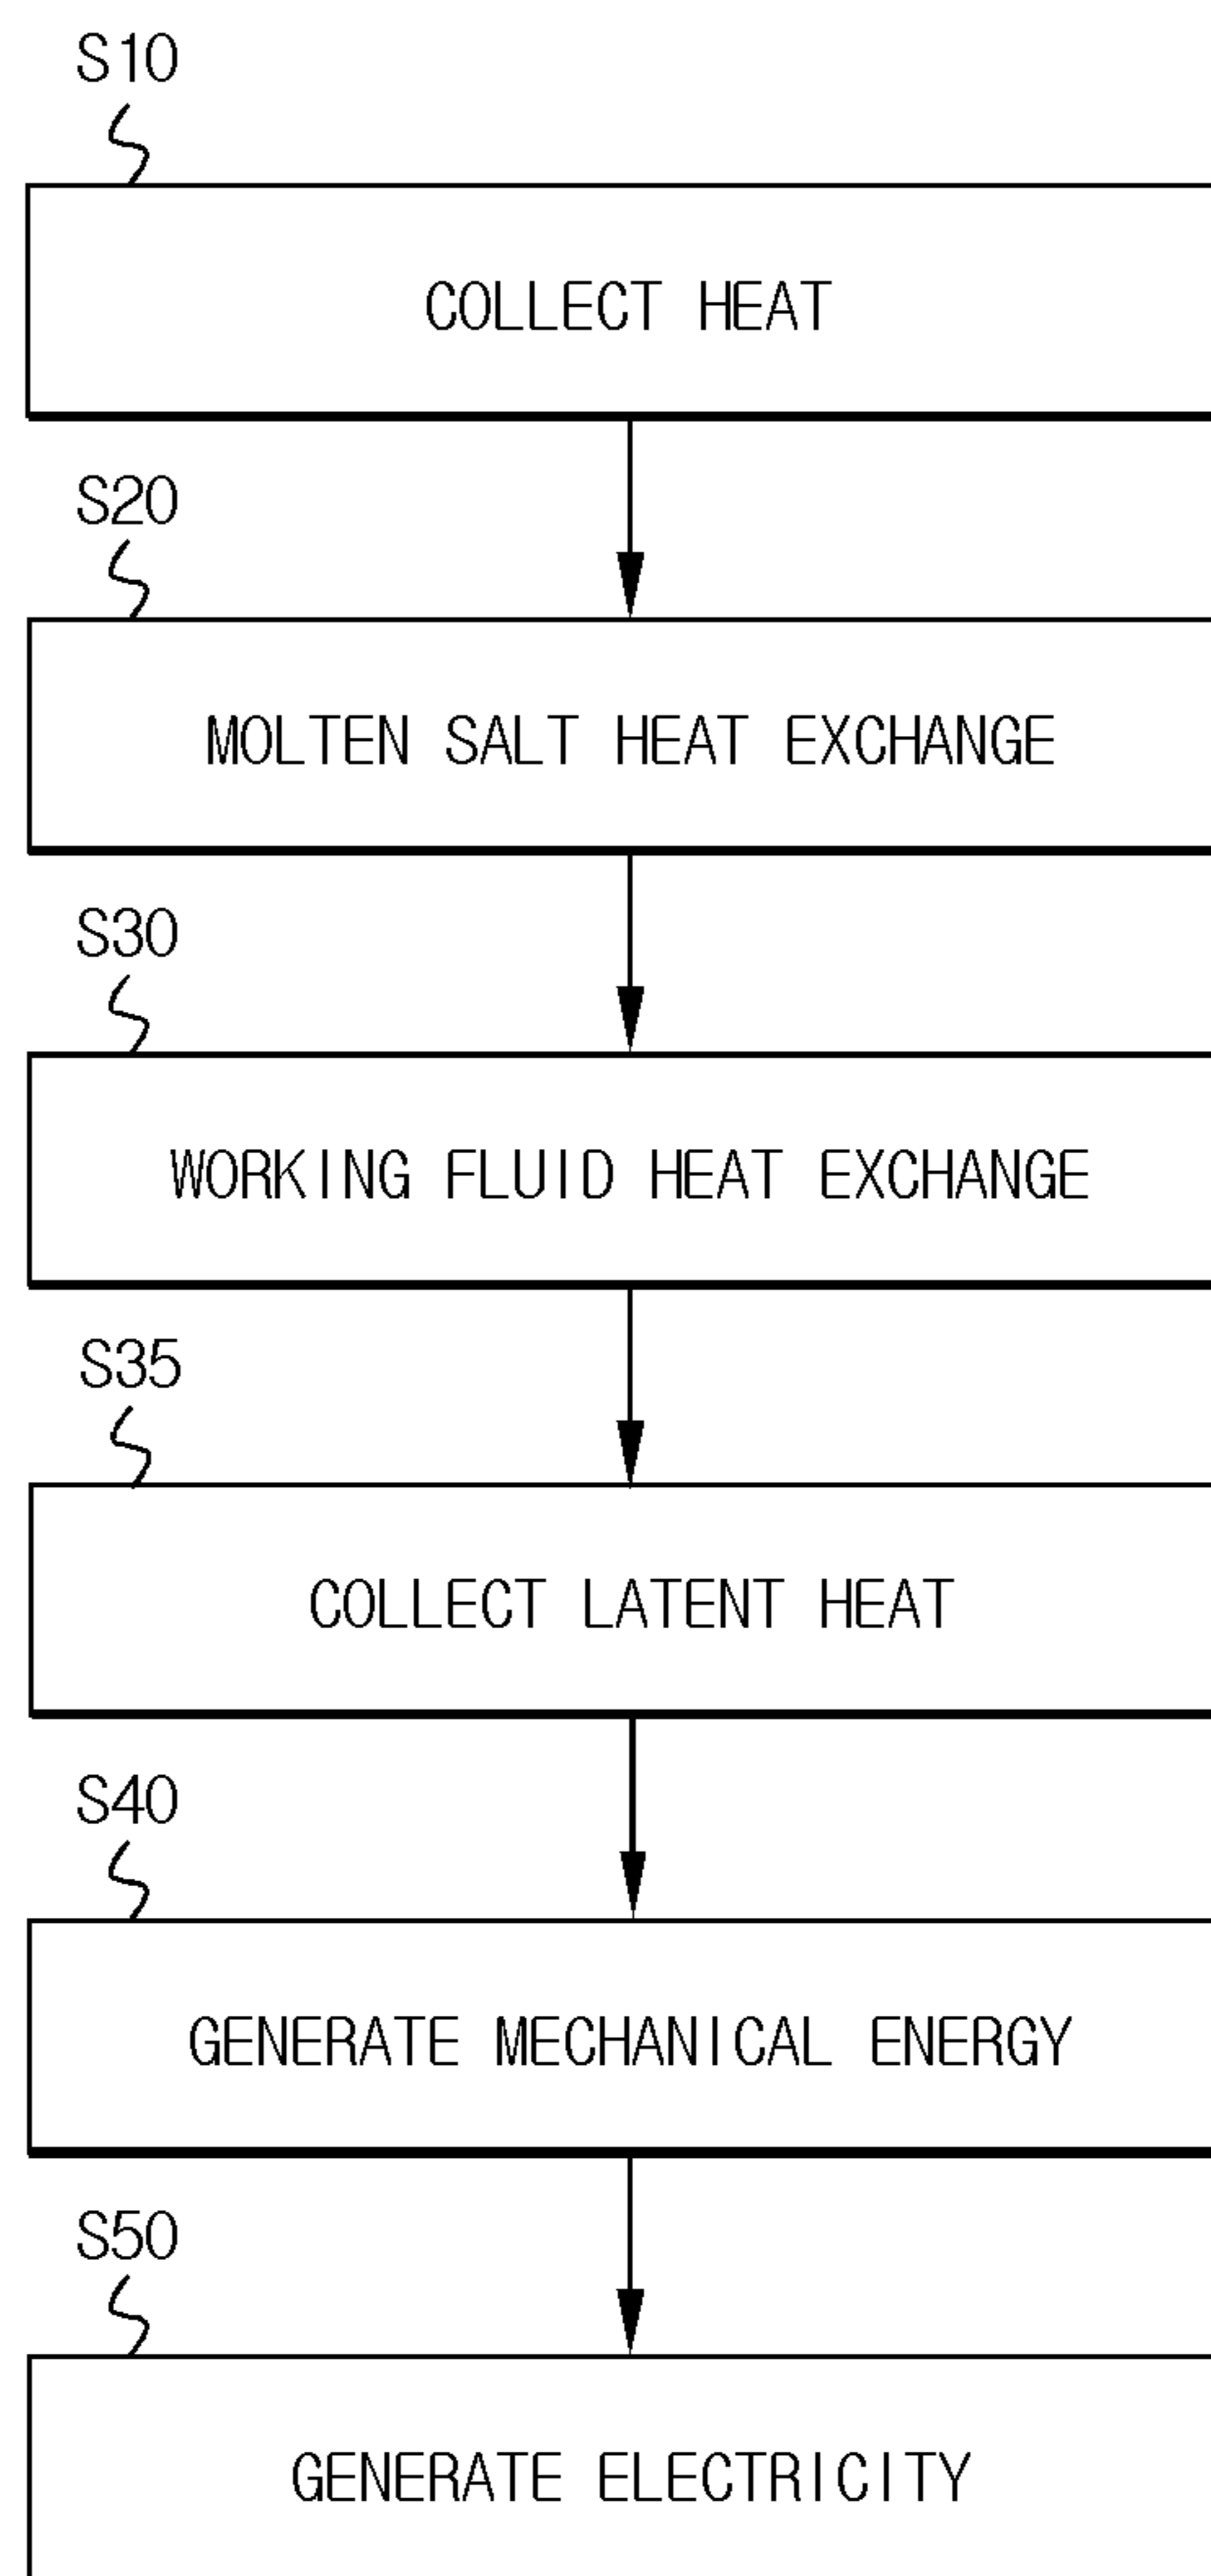 S10
COLLECT HEAT
S20
MOLTEN SALT HEAT EXCHANGE
S30
WORKING FLUID HEAT EXCHANGE
S35
COLLECT LATENT HEAT
S40
GENERATE MECHANICAL ENERGY
S50
GENERATE ELECTRICITY